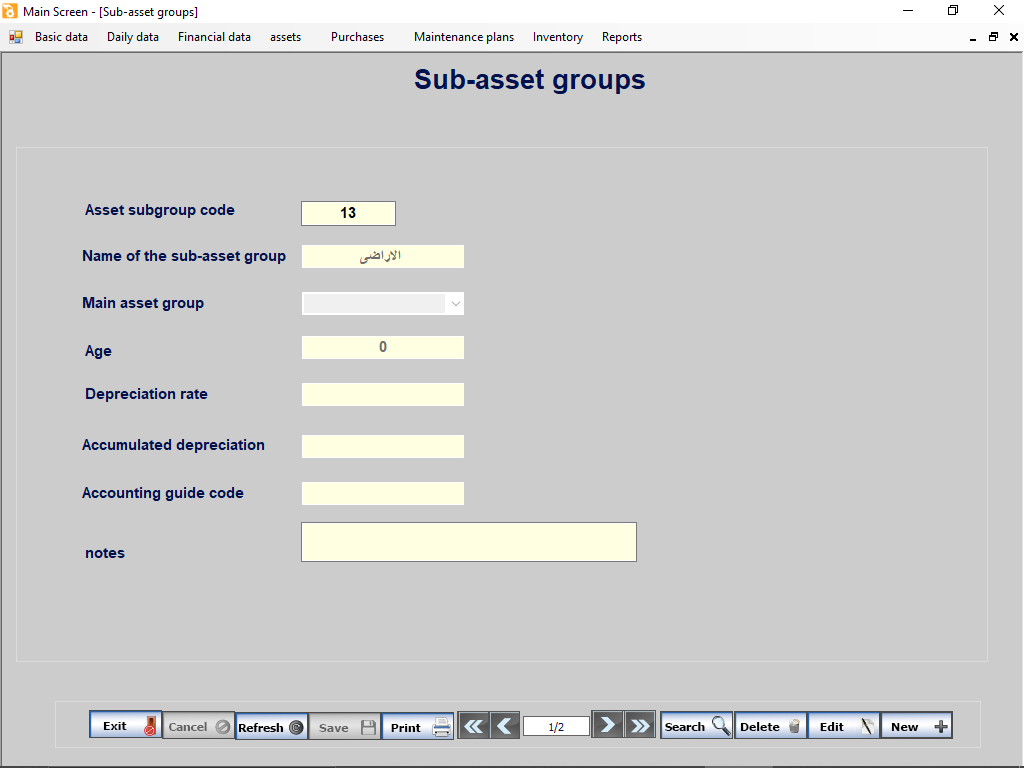 Main Screen - [Sub-asset groups]
Basic data Daily data Financial data assets Purchases Maintenance plans Inventory Reports
Sub-asset groups
Asset subgroup code 13
Name of the sub-asset group الاراضى
Main asset group
Age 0
Depreciation rate
Accumulated depreciation
Accounting guide code
notes
Exit Cancel Refresh Save Print 1/2 Search Delete Edit New